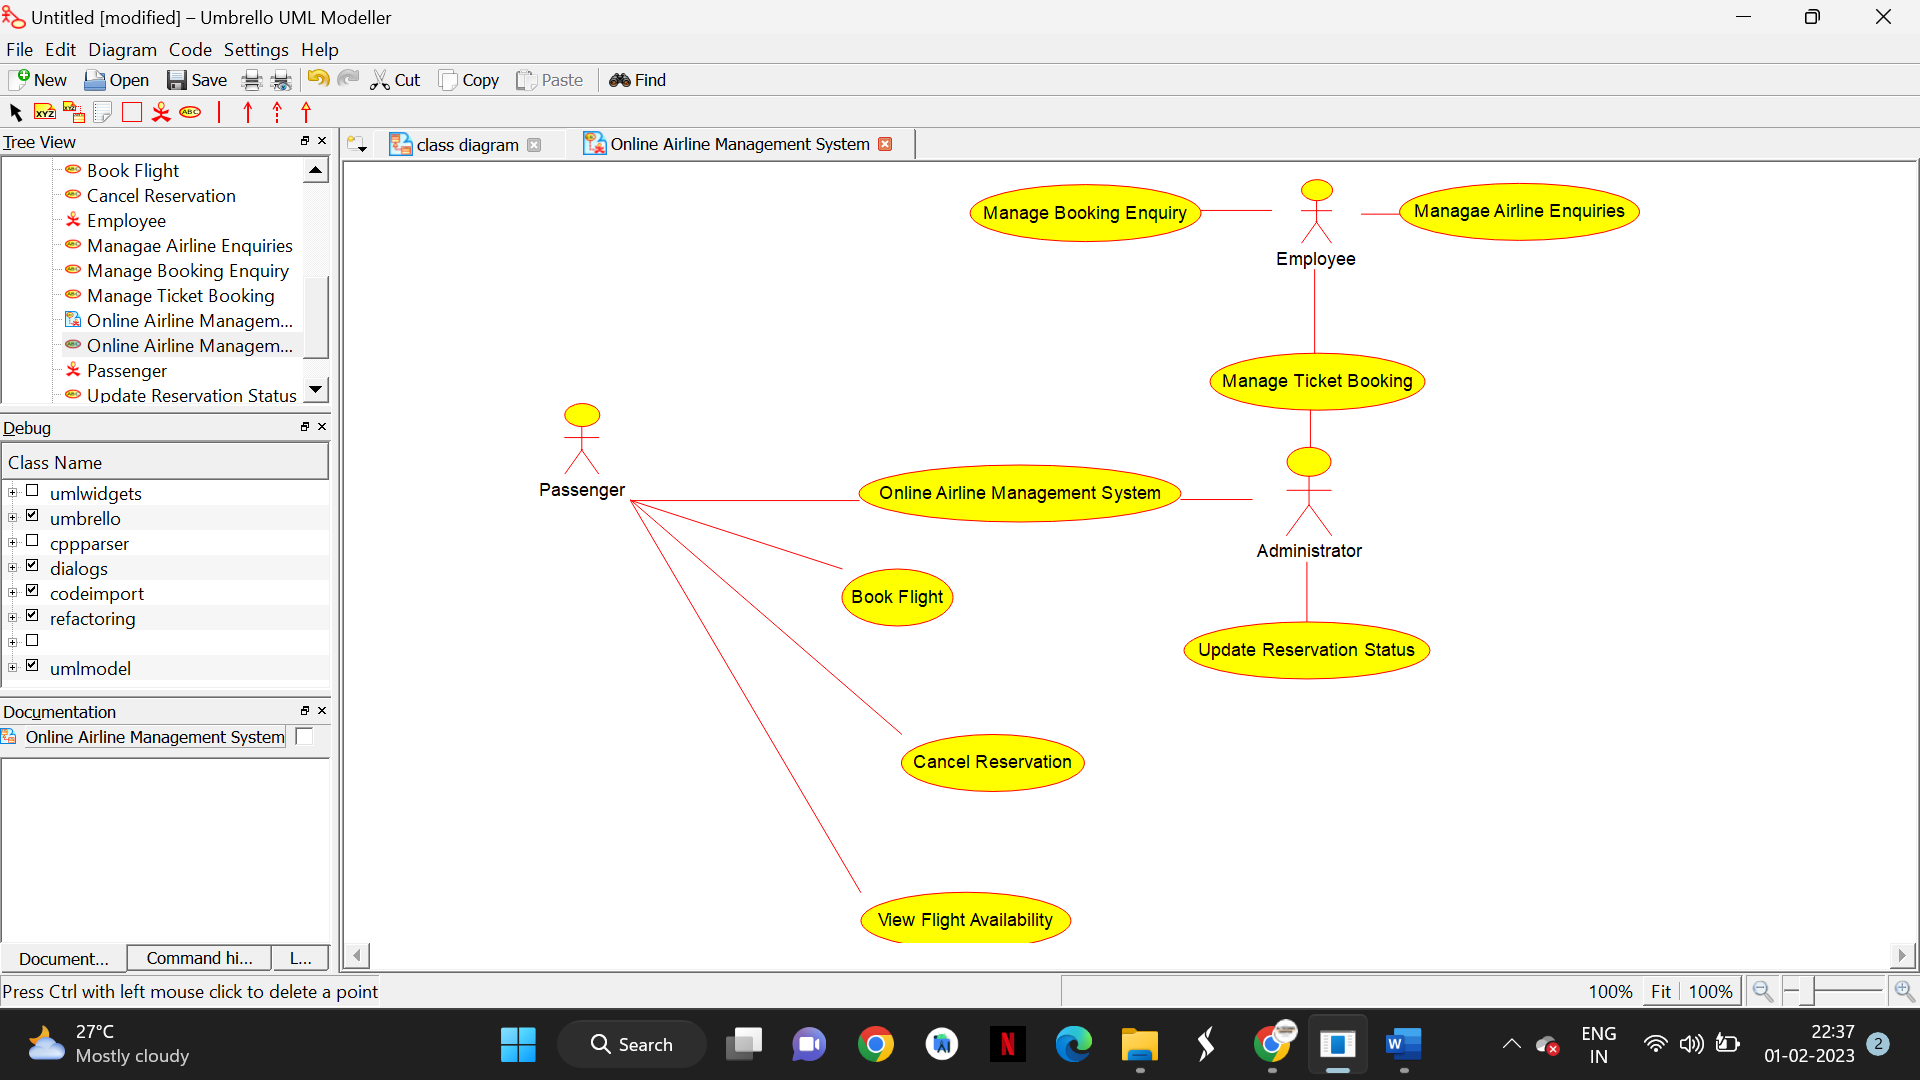 Untitled [modified] – Umbrello UML Modeller
File Edit Diagram Code Settings Help
New Open Save Cut Copy Paste Find
Tree View
class diagram
Online Airline Management System
Book Flight
Cancel Reservation
Employee
Managae Airline Enquiries
Manage Booking Enquiry
Manage Ticket Booking
Online Airline Managem...
Online Airline Managem...
Passenger
Update Reservation Status
Debug
Class Name
umlwidgets
umbrello
cppparser
dialogs
codeimport
refactoring
umlmodel
Documentation
Online Airline Management System
Document... Command hi... L...
Manage Booking Enquiry
Employee
Managae Airline Enquiries
Manage Ticket Booking
Passenger
Online Airline Management System
Administrator
Book Flight
Update Reservation Status
Cancel Reservation
View Flight Availability
Press Ctrl with left mouse click to delete a point
100% Fit 100%
27°C
Mostly cloudy
Search
ENG
IN
22:37
01-02-2023
2